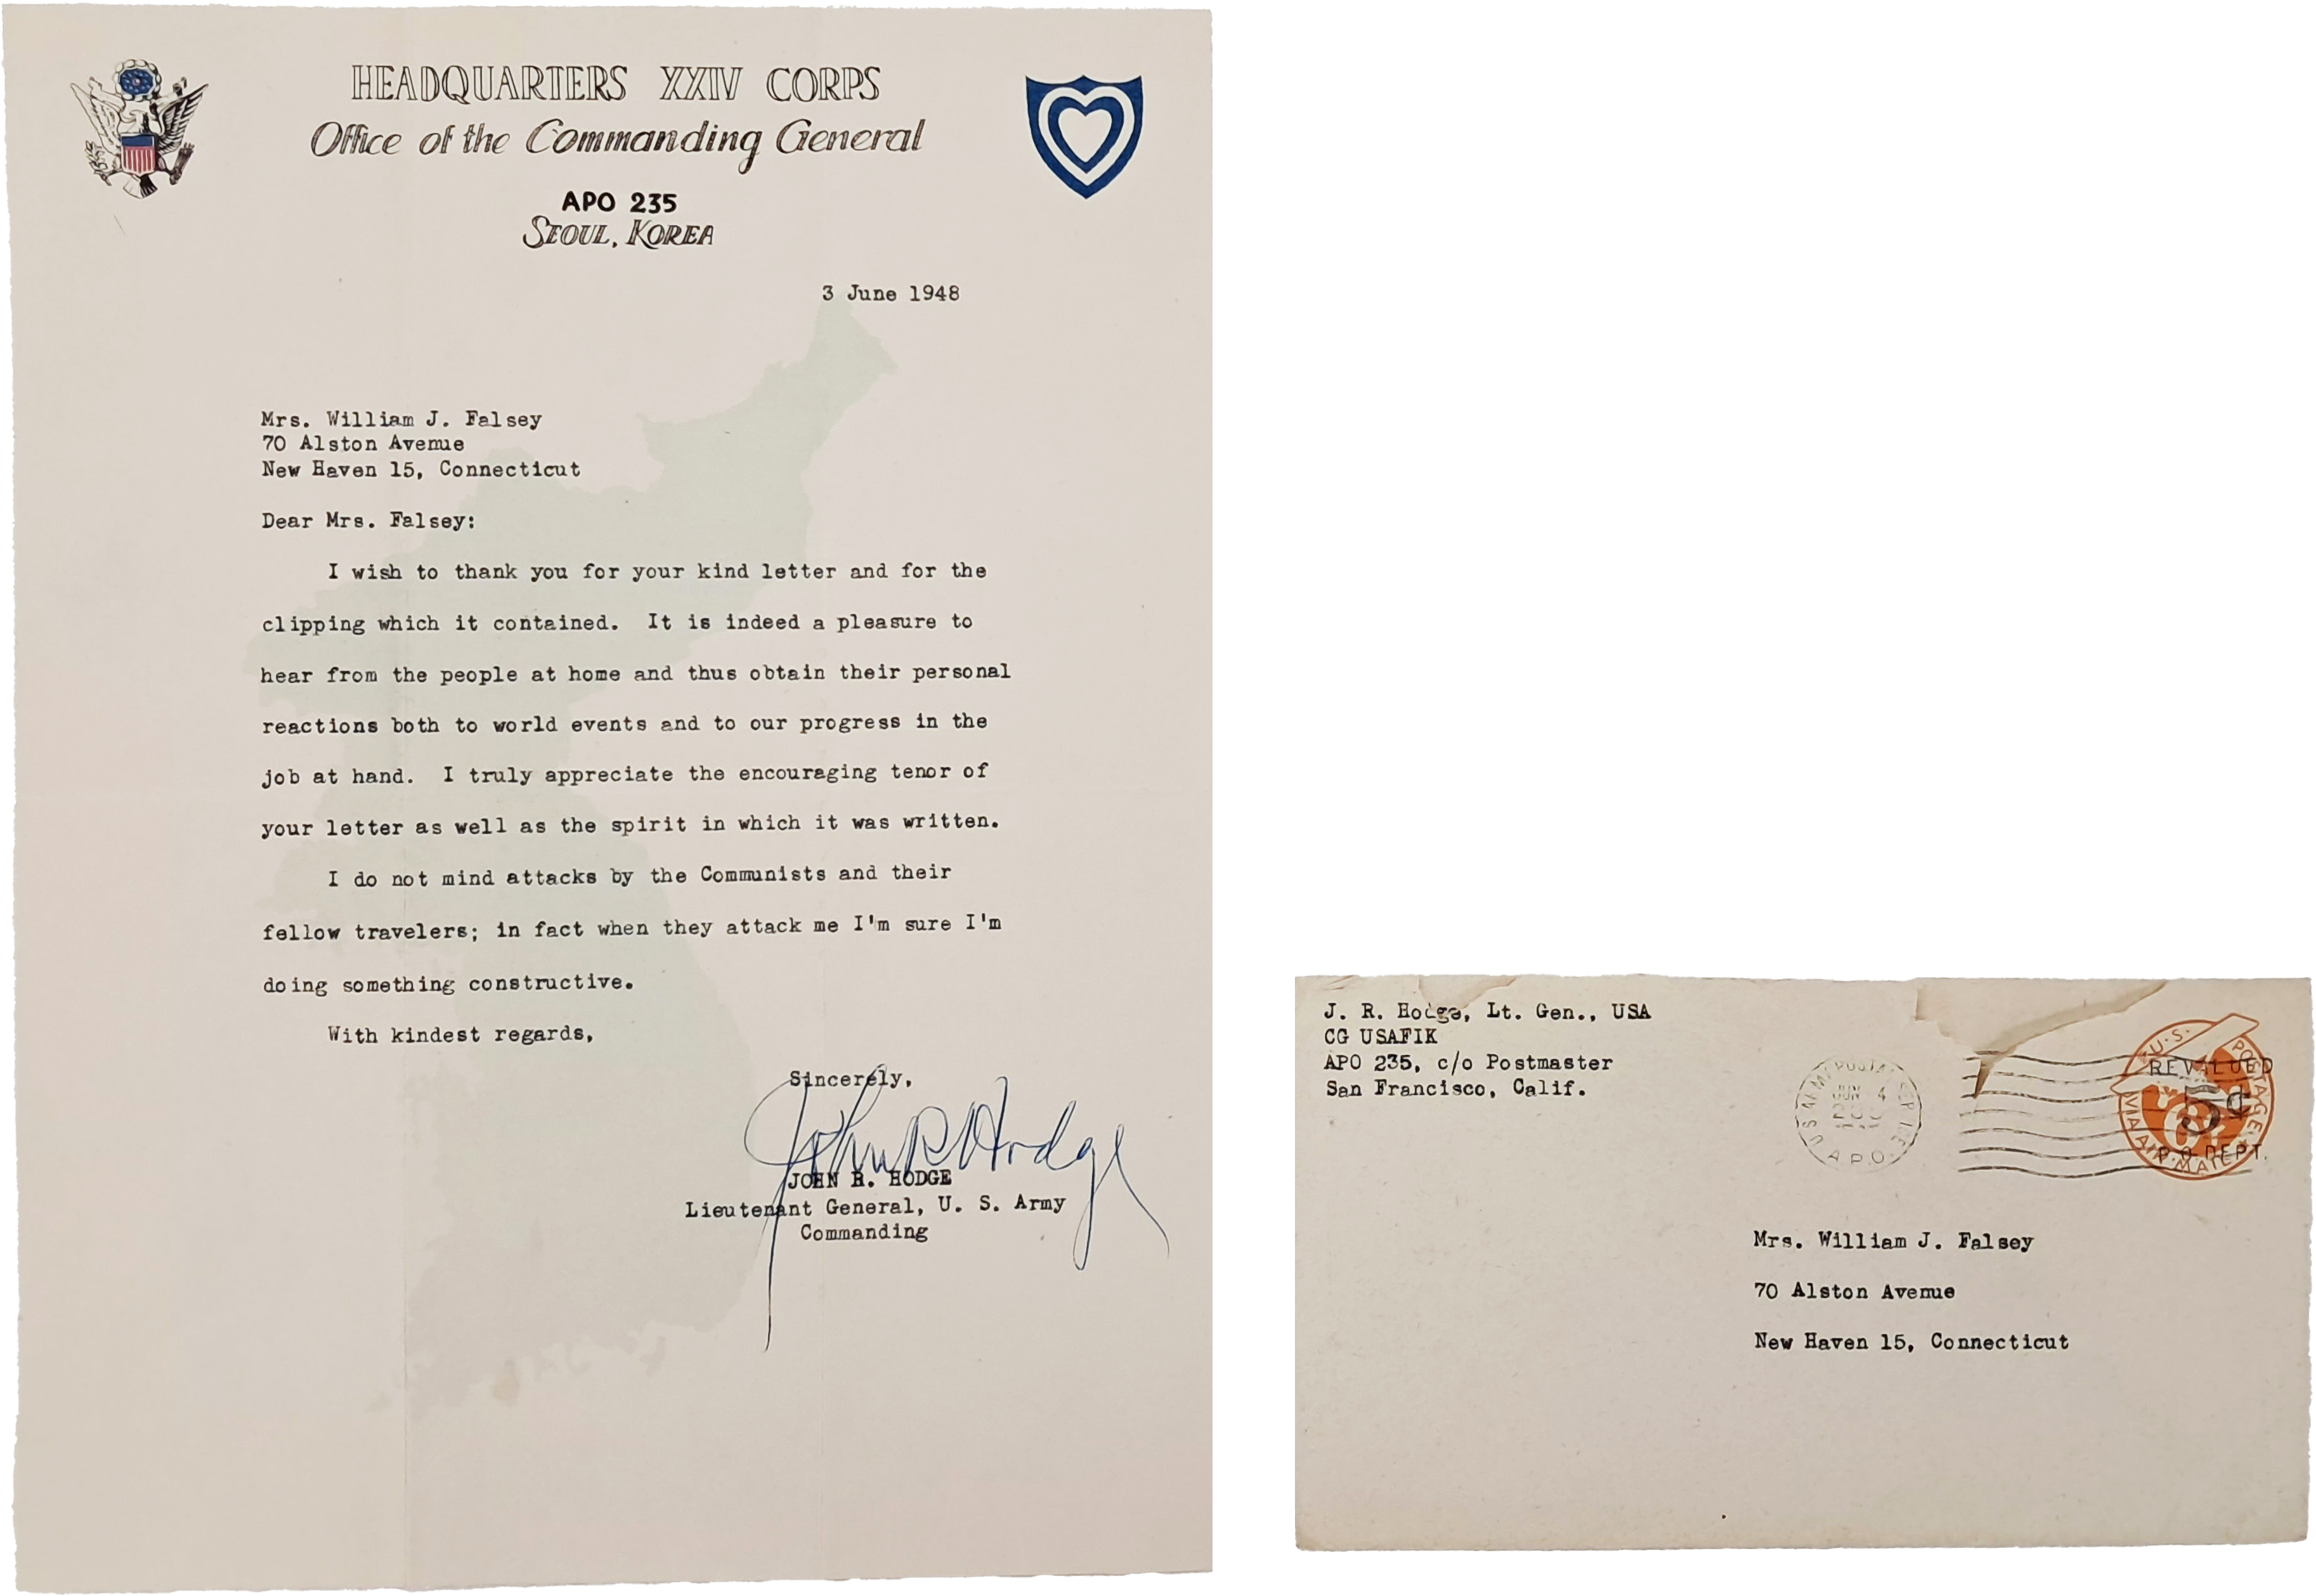 HEADQUARTERS XXIV CORPS
Office of the Commanding General
APO 235
SEOUL, KOREA
3 June 1948
Mrs. William J. Falsey
70 Alston Avenue
New Haven 15, Connecticut
Dear Mrs. Falsey:
I wish to thank you for your kind letter and for the
clipping which it contained. It is indeed a pleasure to
hear from the people at home and thus obtain their personal
reactions both to world events and to our progress in the
job at hand. I truly appreciate the encouraging tenor of
your letter as well as the spirit in which it was written.
I do not mind attacks by the Communists and their
fellow travelers; in fact when they attack me I'm sure I'm
doing something constructive.
With kindest regards,
Sincerely,
John R Hodge
JOHN R. HODGE
Lieutenant General, U. S. Army
Commanding
J. R. Hodge, Lt. Gen., USA
CG USAFIK
APO 235, c/o Postmaster
San Francisco, Calif.
JUN 4
A.P.O.
U.S. POSTAGE
VIA AIR MAIL
REVALUED
5¢
P.O. DEPT.
Mrs. William J. Falsey
70 Alston Avenue
New Haven 15, Connecticut